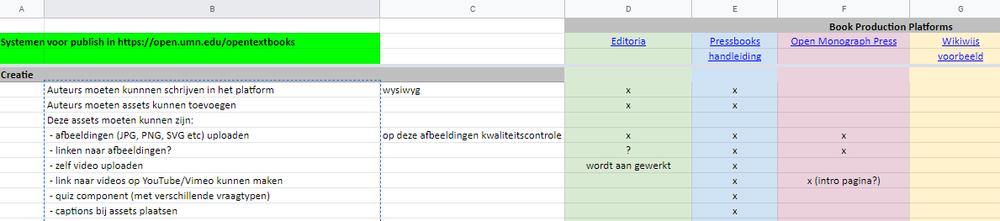 A B C D E F G
Book Production Platforms
Systemen voor publish in https://open.umn.edu/opentextbooks Editoria Pressbooks Open Monograph Press Wikiwijs
handleiding voorbeeld
Creatie
Auteurs moeten kunnnen schrijven in het platform wysiwyg x x
Auteurs moeten assets kunnen toevoegen x x
Deze assets moeten kunnen zijn:
- afbeeldingen (JPG, PNG, SVG etc) uploaden op deze afbeeldingen kwaliteitscontrole x x x
- linken naar afbeeldingen? ? x x
- zelf video uploaden wordt aan gewerkt x
- link naar videos op YouTube/Vimeo kunnen maken x x (intro pagina?)
- quiz component (met verschillende vraagtypen) x
- captions bij assets plaatsen x